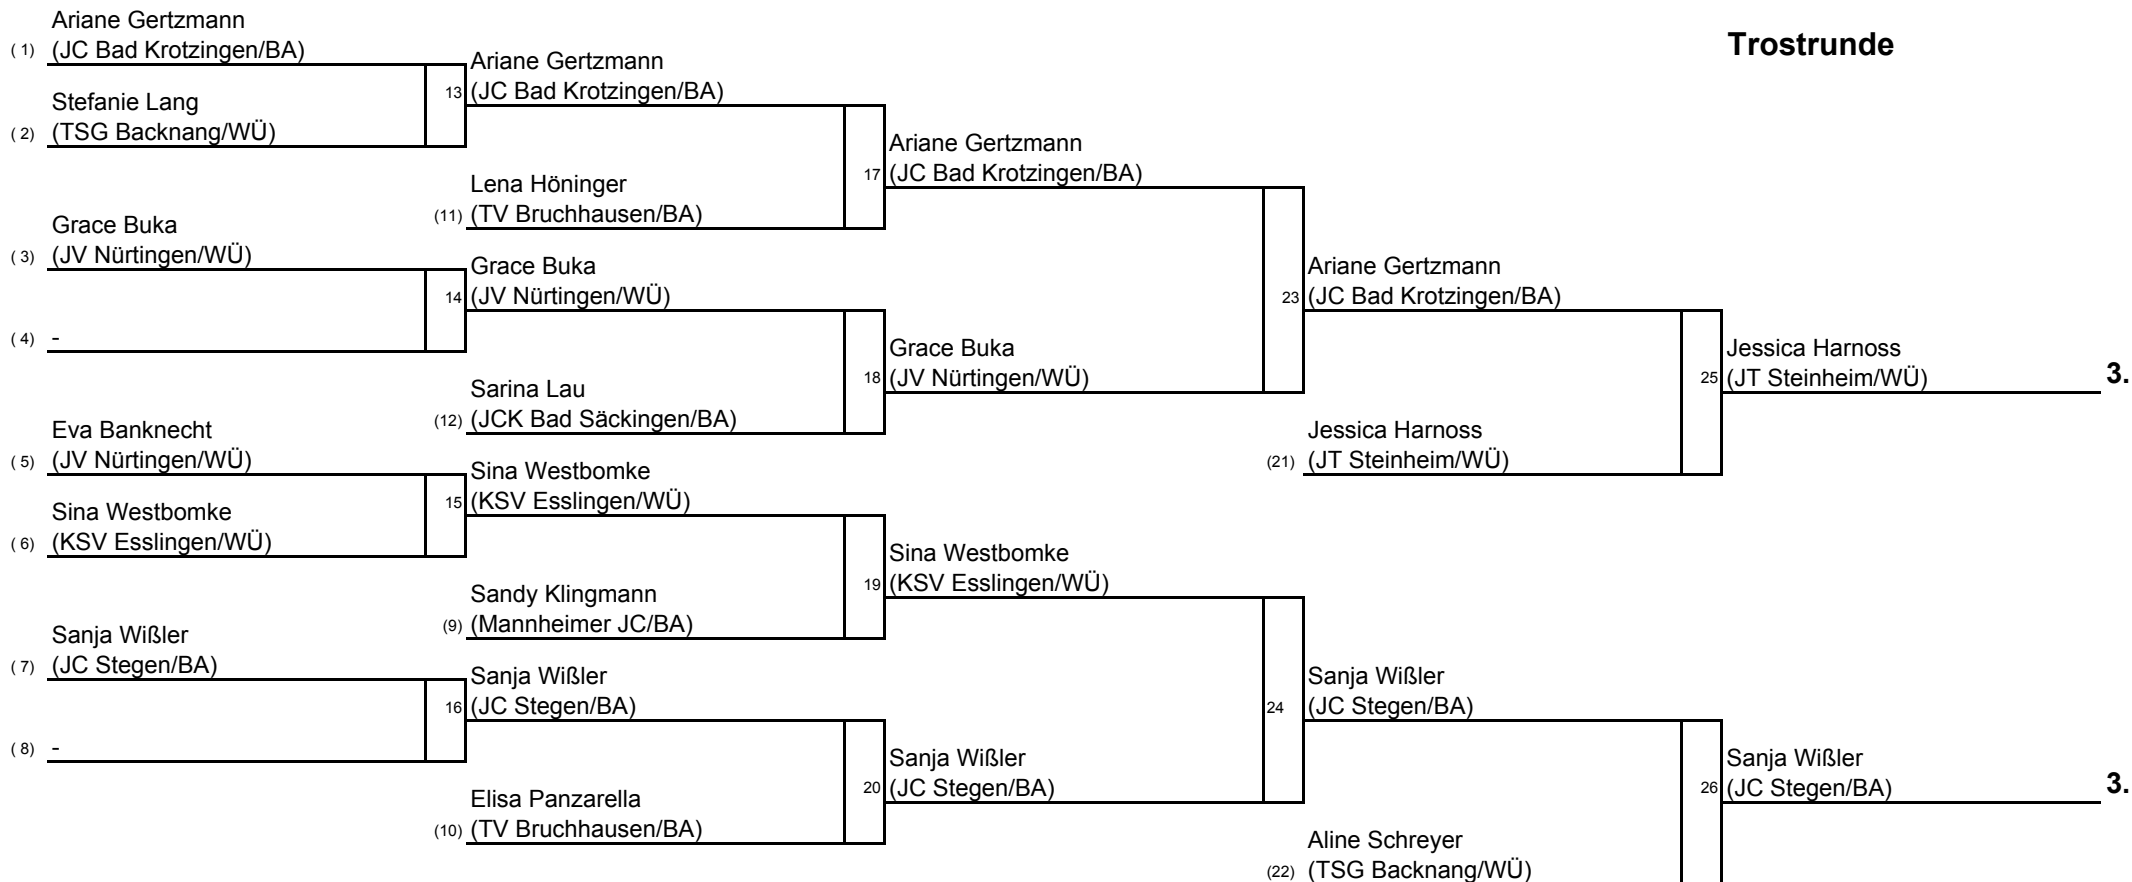 Trostrunde
Ariane Gertzmann
( 1) (JC Bad Krotzingen/BA)
Stefanie Lang
( 2) (TSG Backnang/WÜ)
Grace Buka
( 3) (JV Nürtingen/WÜ)
( 4) -
Eva Banknecht
( 5) (JV Nürtingen/WÜ)
Sina Westbomke
( 6) (KSV Esslingen/WÜ)
Sanja Wißler
( 7) (JC Stegen/BA)
( 8) -
Ariane Gertzmann
13 (JC Bad Krotzingen/BA)
Lena Höninger
(11) (TV Bruchhausen/BA)
Grace Buka
14 (JV Nürtingen/WÜ)
Sarina Lau
(12) (JCK Bad Säckingen/BA)
Sina Westbomke
15 (KSV Esslingen/WÜ)
Sandy Klingmann
(9) (Mannheimer JC/BA)
Sanja Wißler
16 (JC Stegen/BA)
Elisa Panzarella
(10) (TV Bruchhausen/BA)
Ariane Gertzmann
17 (JC Bad Krotzingen/BA)
Grace Buka
18 (JV Nürtingen/WÜ)
Sina Westbomke
19 (KSV Esslingen/WÜ)
Sanja Wißler
20 (JC Stegen/BA)
Ariane Gertzmann
23 (JC Bad Krotzingen/BA)
Jessica Harnoss
(21) (JT Steinheim/WÜ)
Sanja Wißler
24 (JC Stegen/BA)
Aline Schreyer
(22) (TSG Backnang/WÜ)
Jessica Harnoss
25 (JT Steinheim/WÜ) 3.
Sanja Wißler
26 (JC Stegen/BA) 3.